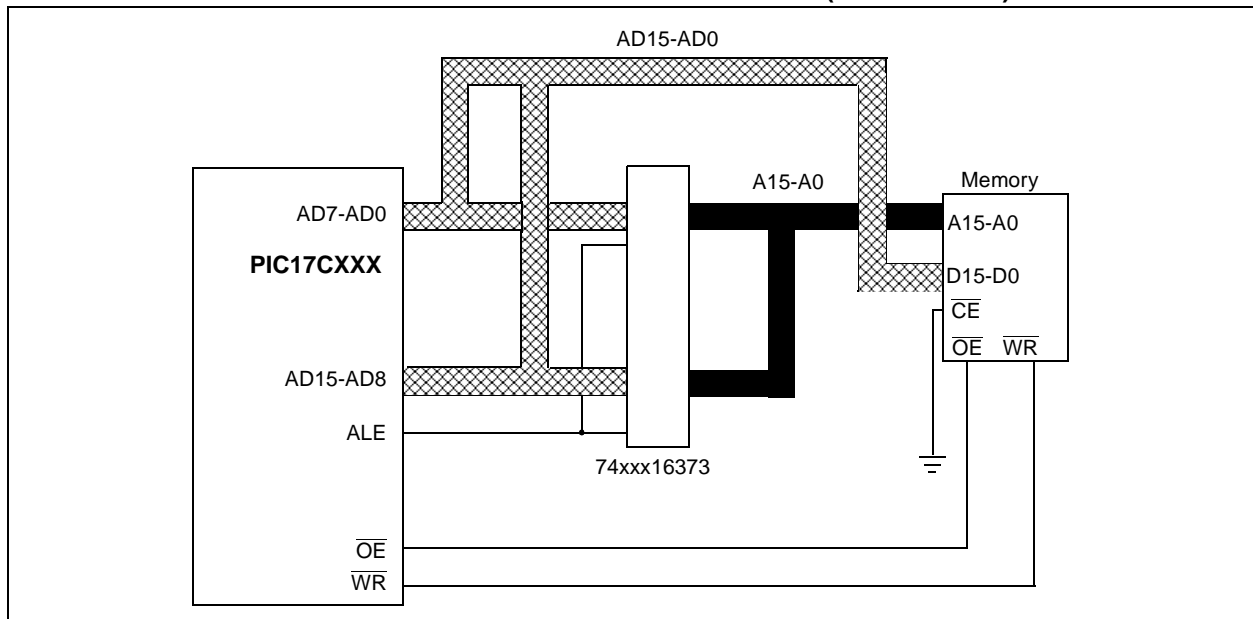 AD15-AD0
A15-A0
Memory
AD7-AD0
A15-A0
PIC17CXXX
D15-D0
CE
OE WR
AD15-AD8
ALE
74xxx16373
OE
WR